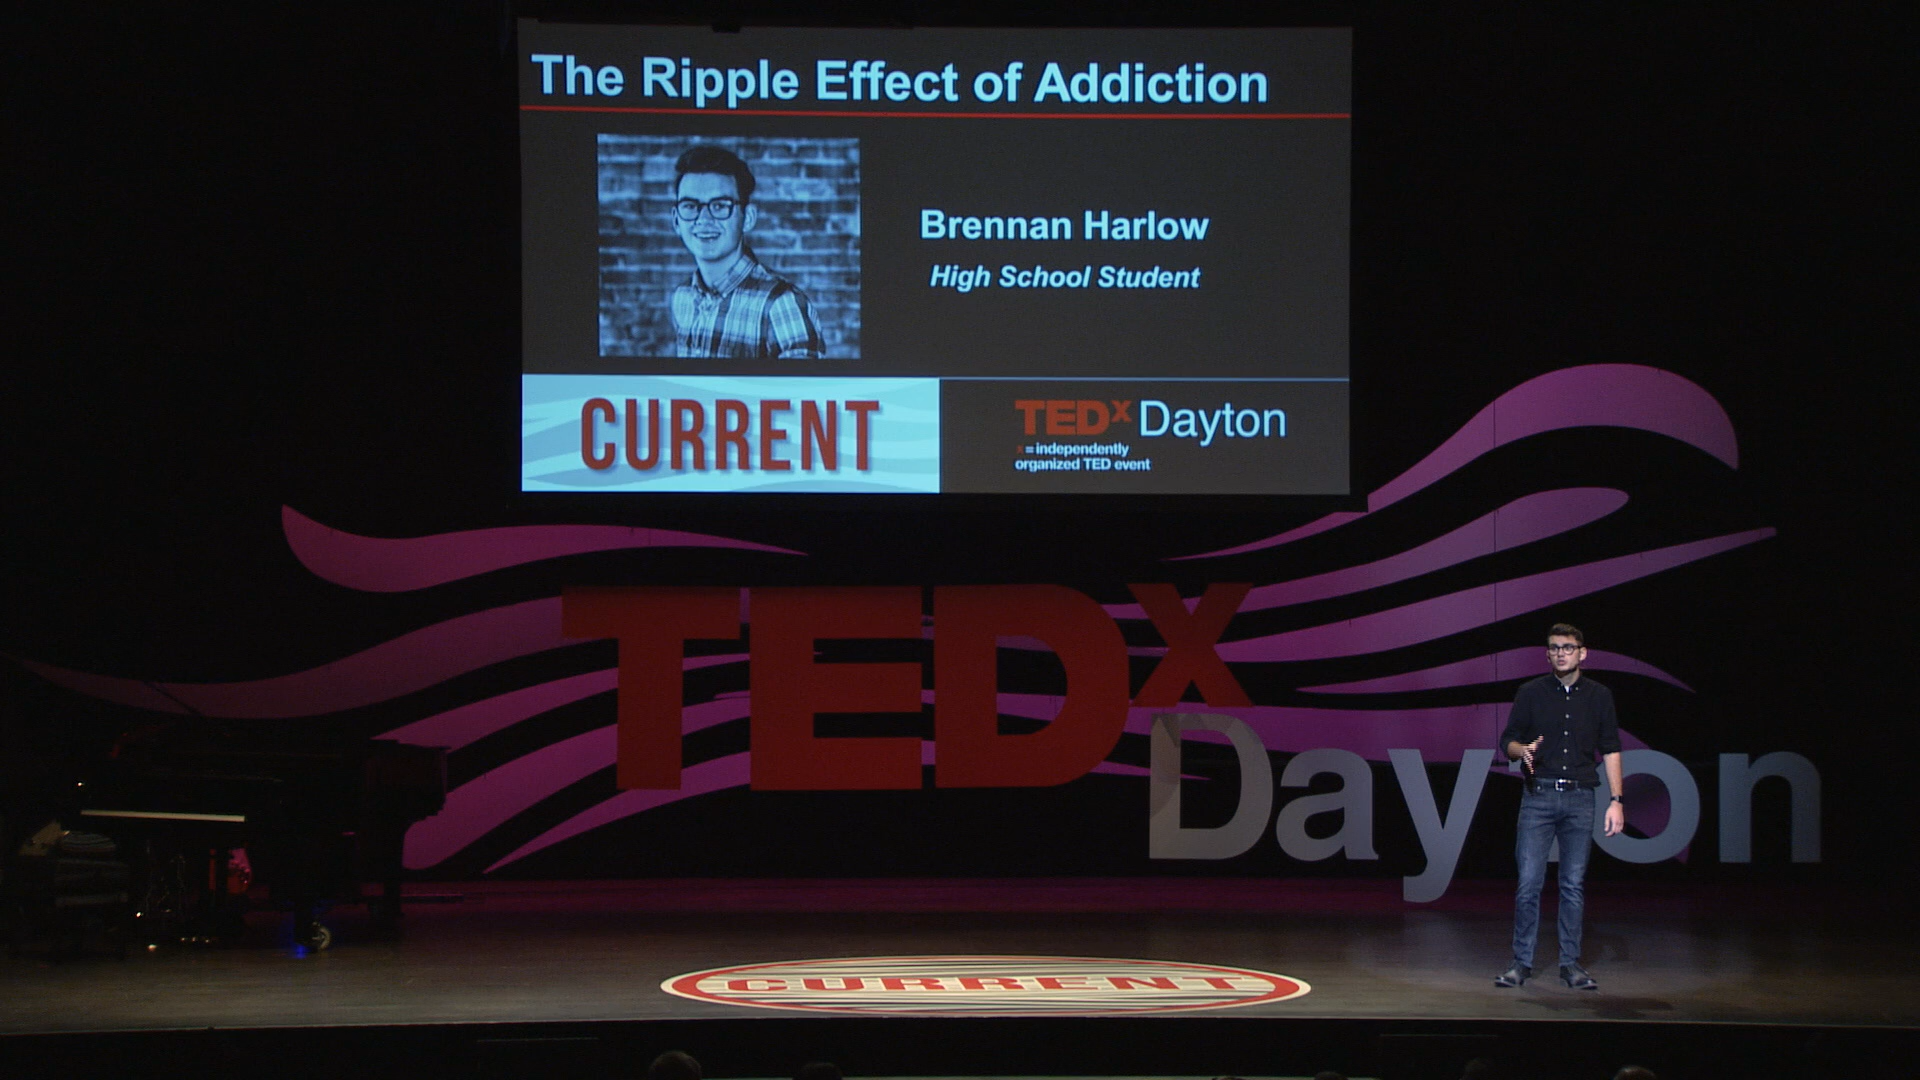 The Ripple Effect of Addiction
Brennan Harlow
High School Student
CURRENT
TEDx Dayton
x = independently
organized TED event
TEDx
Dayton
CURRENT